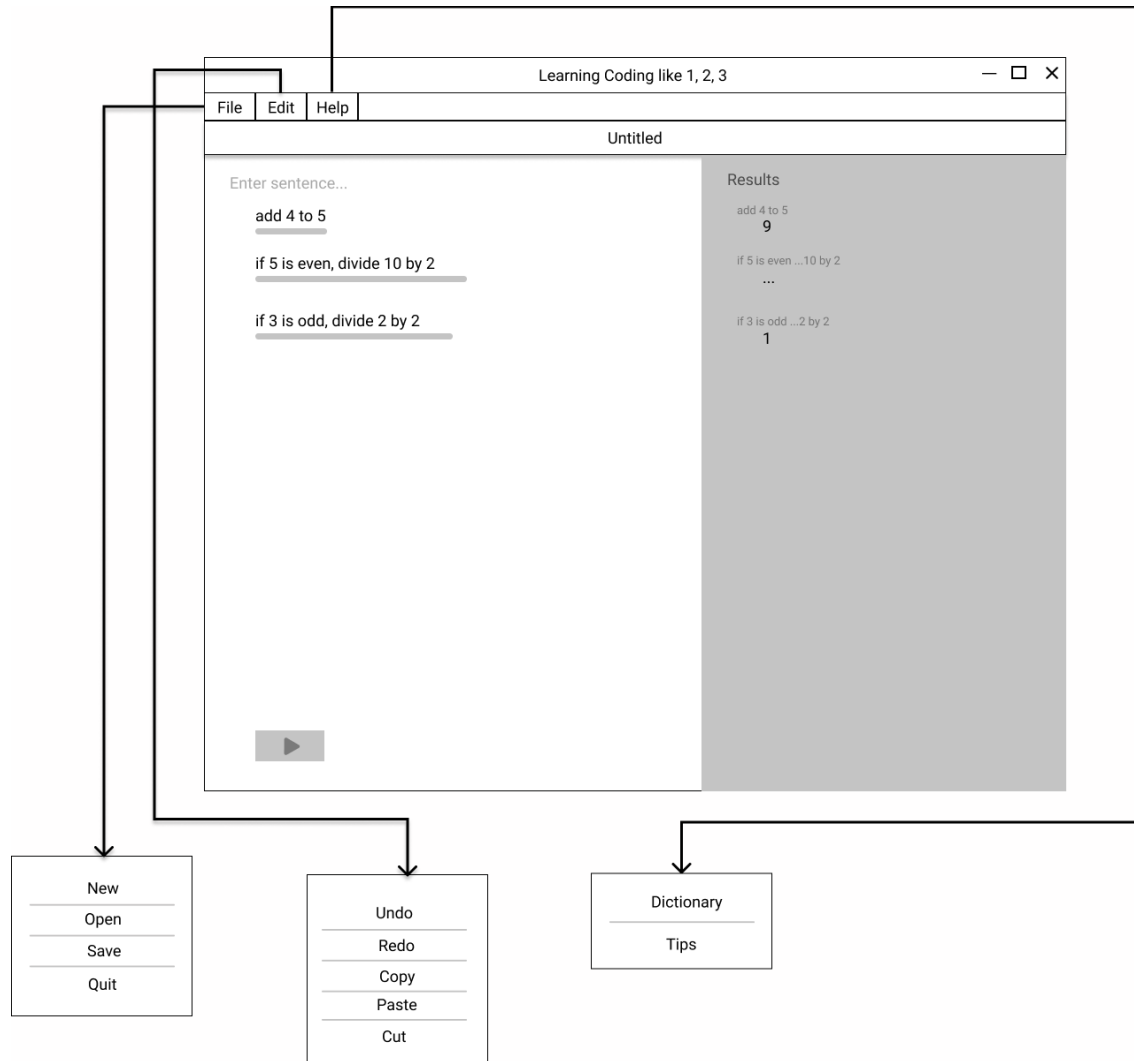 Learning Coding like 1, 2, 3
File Edit Help
Untitled
Enter sentence...
add 4 to 5
if 5 is even, divide 10 by 2
if 3 is odd, divide 2 by 2
Results
add 4 to 5
9
if 5 is even ...10 by 2
...
if 3 is odd ...2 by 2
1
New
Open
Save
Quit
Undo
Redo
Copy
Paste
Cut
Dictionary
Tips